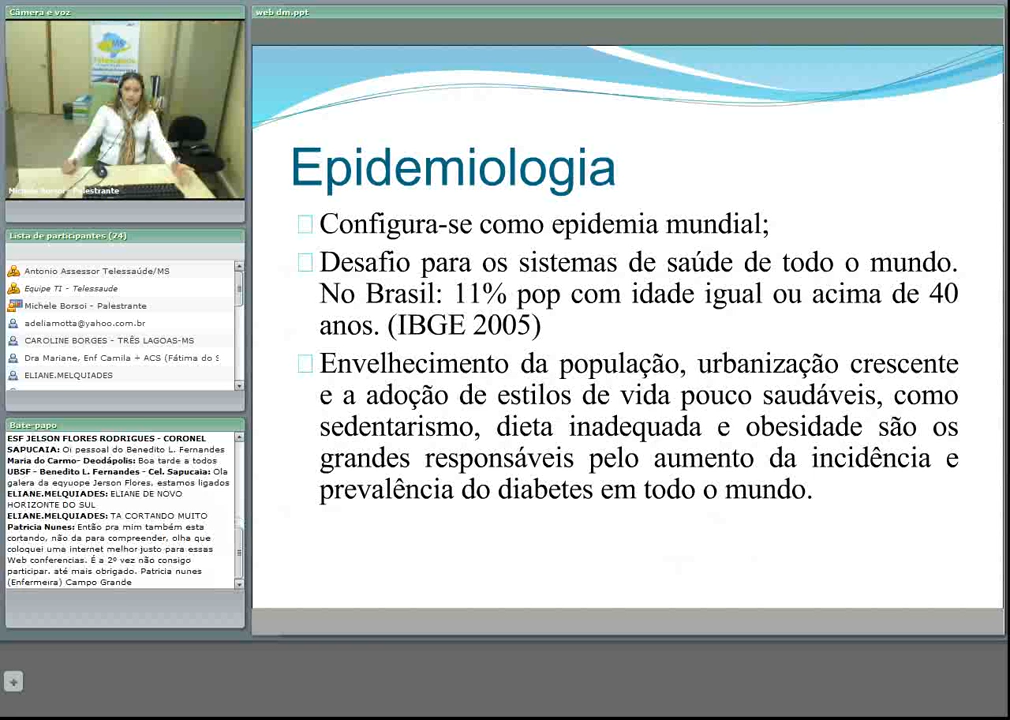 Câmera e voz
Michele Borsoi - Palestrante
Lista de participantes (24)
Antonio Assessor Telessaúde/MS
Equipe TI - Telessaude
Michele Borsoi - Palestrante
adeliamotta@yahoo.com.br
CAROLINE BORGES - TRÊS LAGOAS-MS
Dra Mariane, Enf Camila + ACS (Fátima do S
ELIANE.MELQUIADES
Bate-papo
ESF JELSON FLORES RODRIGUES - CORONEL
SAPUCAIA: Oi pessoal do Benedito L. Fernandes
Maria do Carmo- Deodápolis: Boa tarde a todos
UBSF - Benedito L. Fernandes - Cel. Sapucaia: Ola
galera da eqyuope Jerson Flores. estamos ligados
ELIANE.MELQUIADES: ELIANE DE NOVO
HORIZONTE DO SUL
ELIANE.MELQUIADES: TA CORTANDO MUITO
Patricia Nunes: Então pra mim também esta
cortando, não da para compreender, olha que
coloquei uma internet melhor justo para essas
Web conferencias. É a 2º vez não consigo
participar. até mais obrigado. Patricia nunes
(Enfermeira) Campo Grande
web dm.ppt
Epidemiologia
Configura-se como epidemia mundial;
Desafio para os sistemas de saúde de todo o mundo.
No Brasil: 11% pop com idade igual ou acima de 40
anos. (IBGE 2005)
Envelhecimento da população, urbanização crescente
e a adoção de estilos de vida pouco saudáveis, como
sedentarismo, dieta inadequada e obesidade são os
grandes responsáveis pelo aumento da incidência e
prevalência do diabetes em todo o mundo.